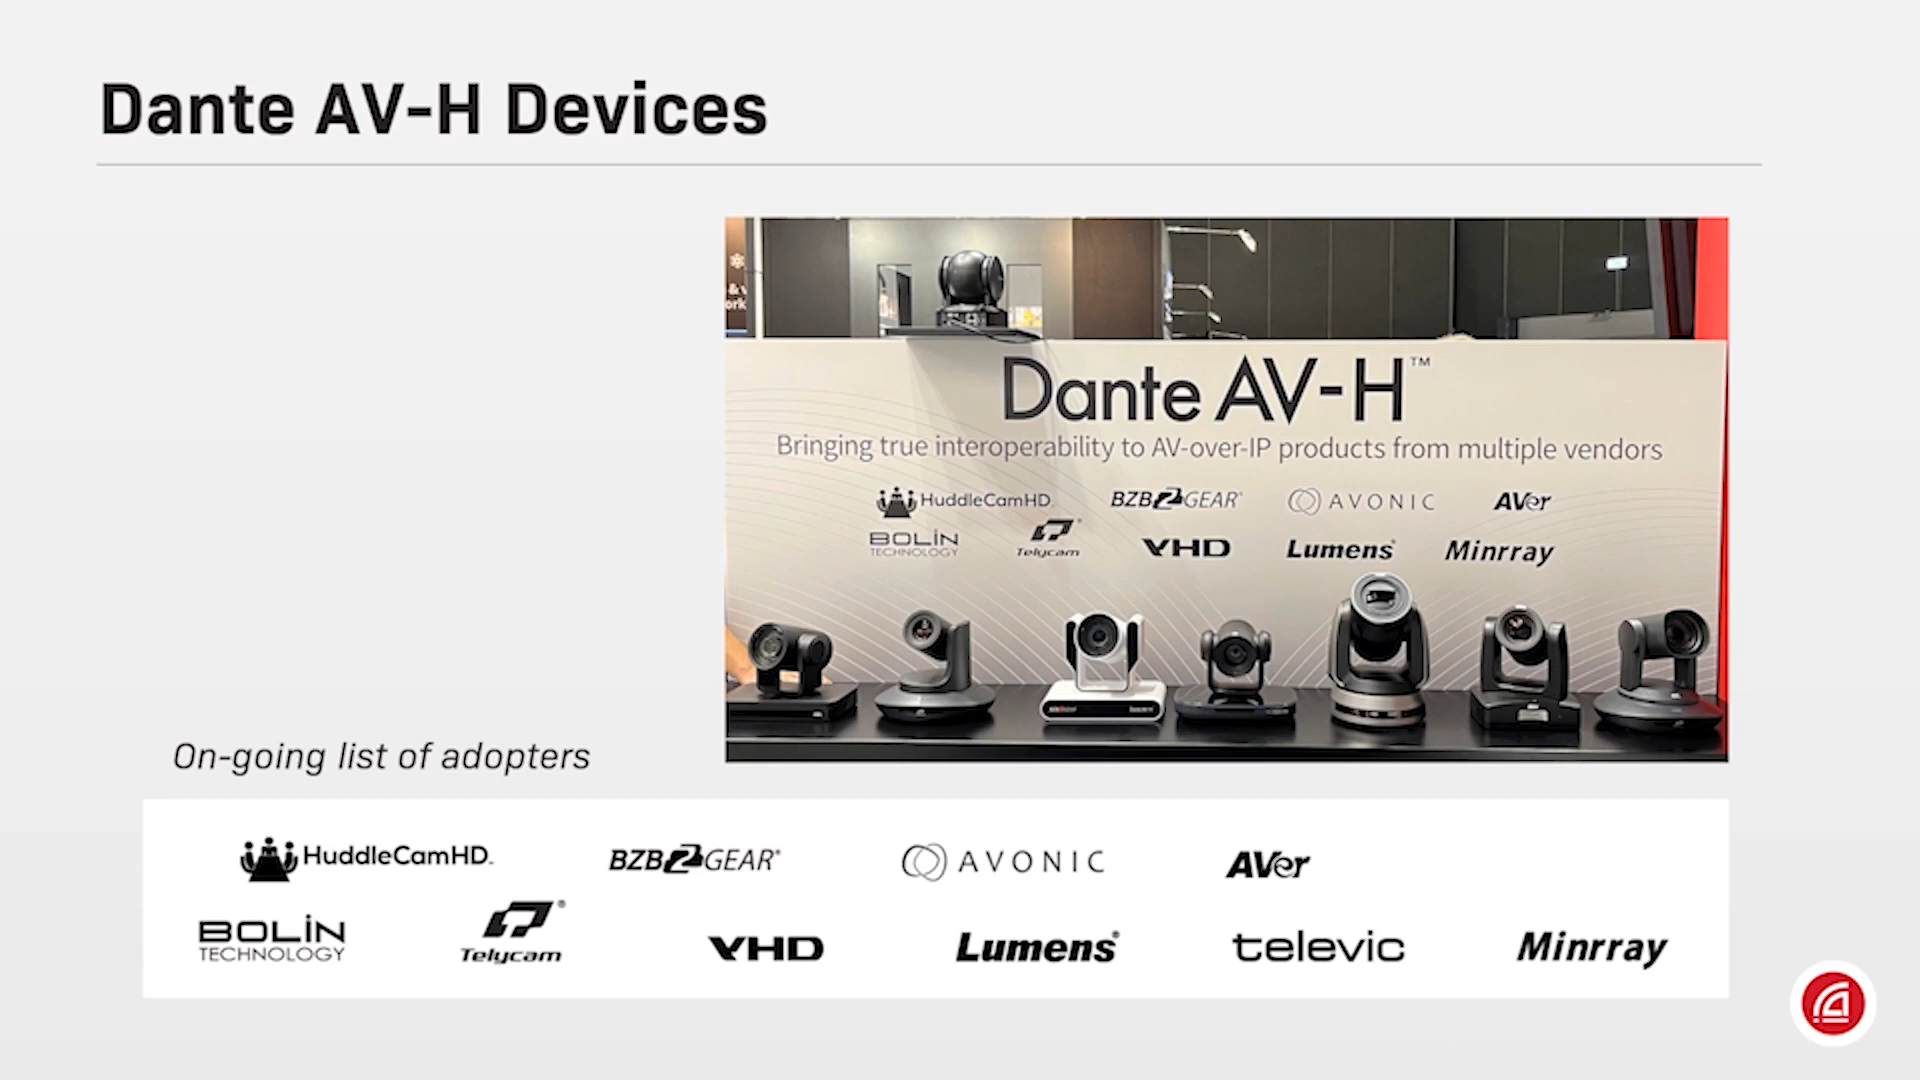 Dante AV-H Devices
Dante AV-H™
Bringing true interoperability to AV-over-IP products from multiple vendors
HuddleCamHD. BZBGEAR® AVONIC AVer
BOLIN TECHNOLOGY Telycam® VHD Lumens® Minrray
On-going list of adopters
HuddleCamHD. BZBGEAR® AVONIC AVer
BOLIN TECHNOLOGY Telycam® VHD Lumens® televic Minrray